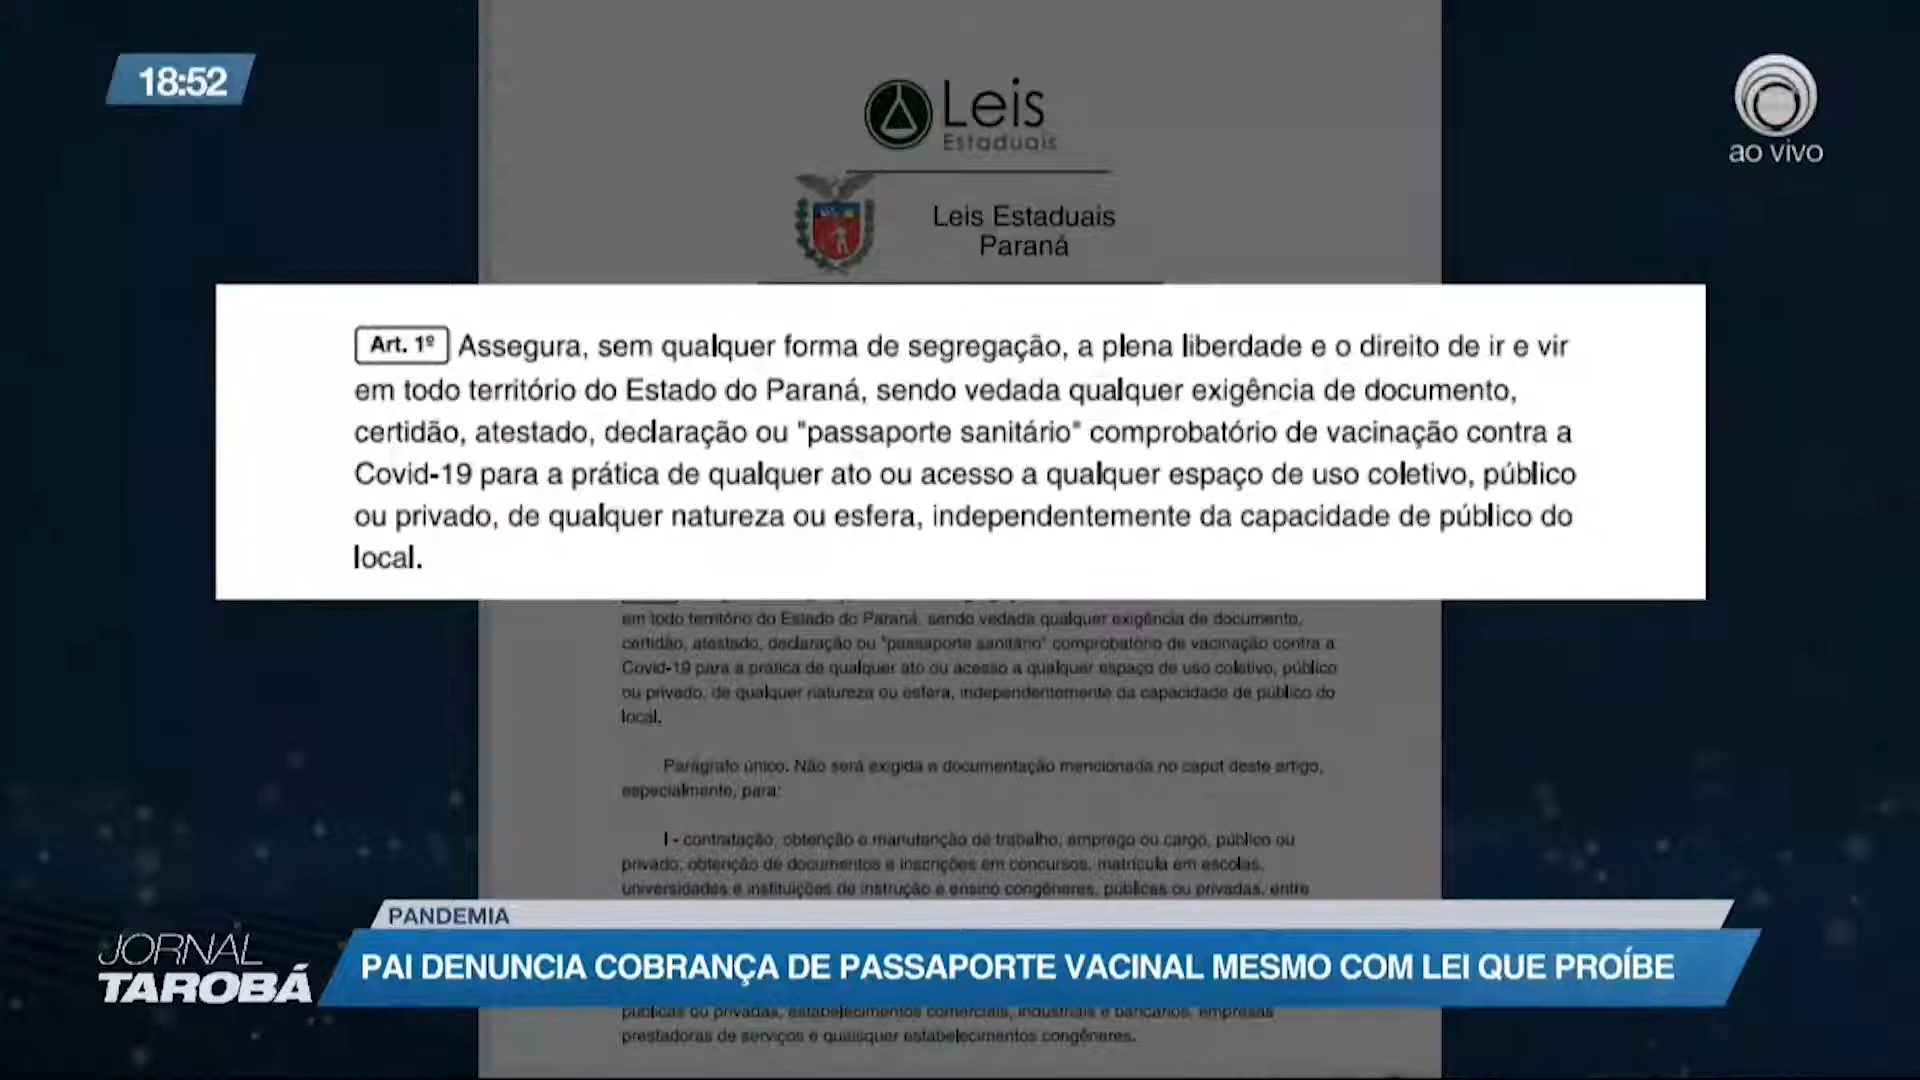 18:52
ao vivo
Leis
Estaduais
Leis Estaduais
Paraná
Art. 1º Assegura, sem qualquer forma de segregação, a plena liberdade e o direito de ir e vir
em todo território do Estado do Paraná, sendo vedada qualquer exigência de documento,
certidão, atestado, declaração ou "passaporte sanitário" comprobatório de vacinação contra a
Covid-19 para a prática de qualquer ato ou acesso a qualquer espaço de uso coletivo, público
ou privado, de qualquer natureza ou esfera, independentemente da capacidade de público do
local.
em todo território do Estado do Paraná, sendo vedada qualquer exigência de documento,
certidão, atestado, declaração ou "passaporte sanitário" comprobatório de vacinação contra a
Covid-19 para a prática de qualquer ato ou acesso a qualquer espaço de uso coletivo, público
ou privado, de qualquer natureza ou esfera, independentemente da capacidade de público do
local.
Parágrafo único. Não será exigida a documentação mencionada no caput deste artigo,
especialmente, para:
I - contratação, obtenção e manutenção de trabalho, emprego ou cargo, público ou
privado, obtenção de documentos e inscrições em concursos, matrícula em escolas,
universidades e instituições de instrução e ensino congêneres, públicas ou privadas, entre
PANDEMIA
JORNAL
TAROBÁ
PAI DENUNCIA COBRANÇA DE PASSAPORTE VACINAL MESMO COM LEI QUE PROÍBE
públicas ou privadas, estabelecimentos comerciais, industriais e bancários, empresas
prestadoras de serviços e quaisquer estabelecimentos congêneres.